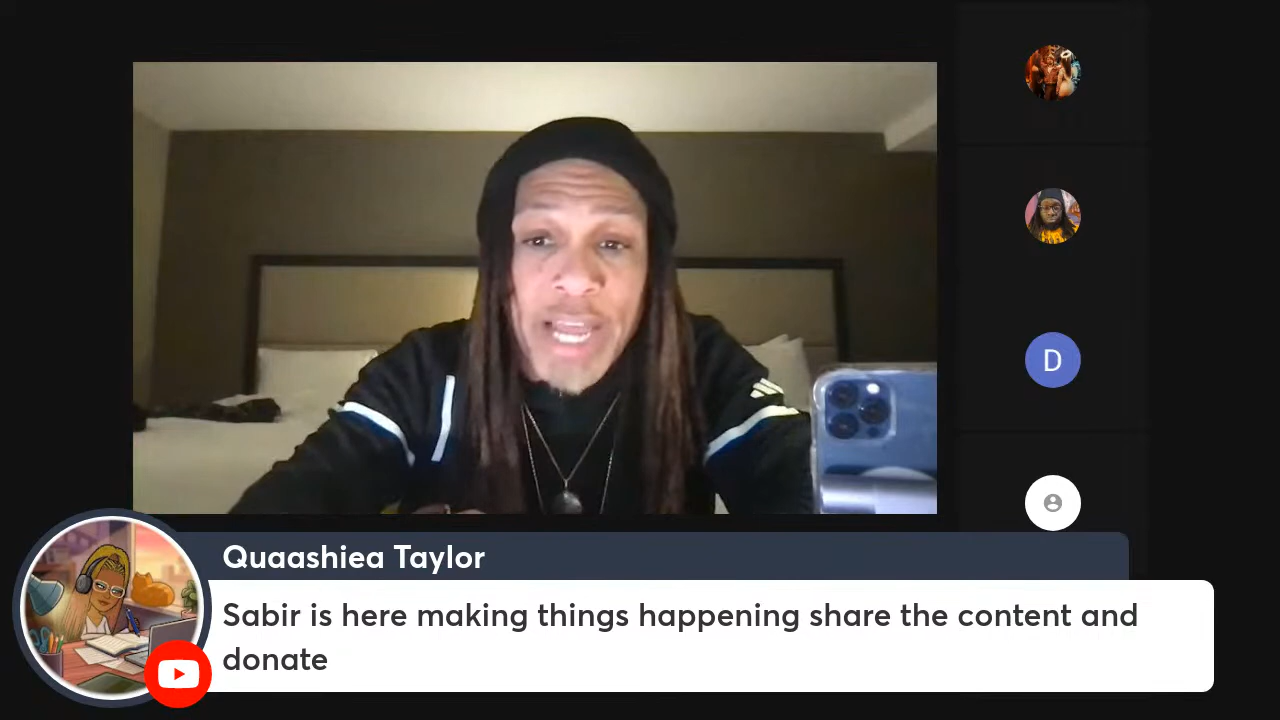 D
Quaashiea Taylor
Sabir is here making things happening share the content and
donate